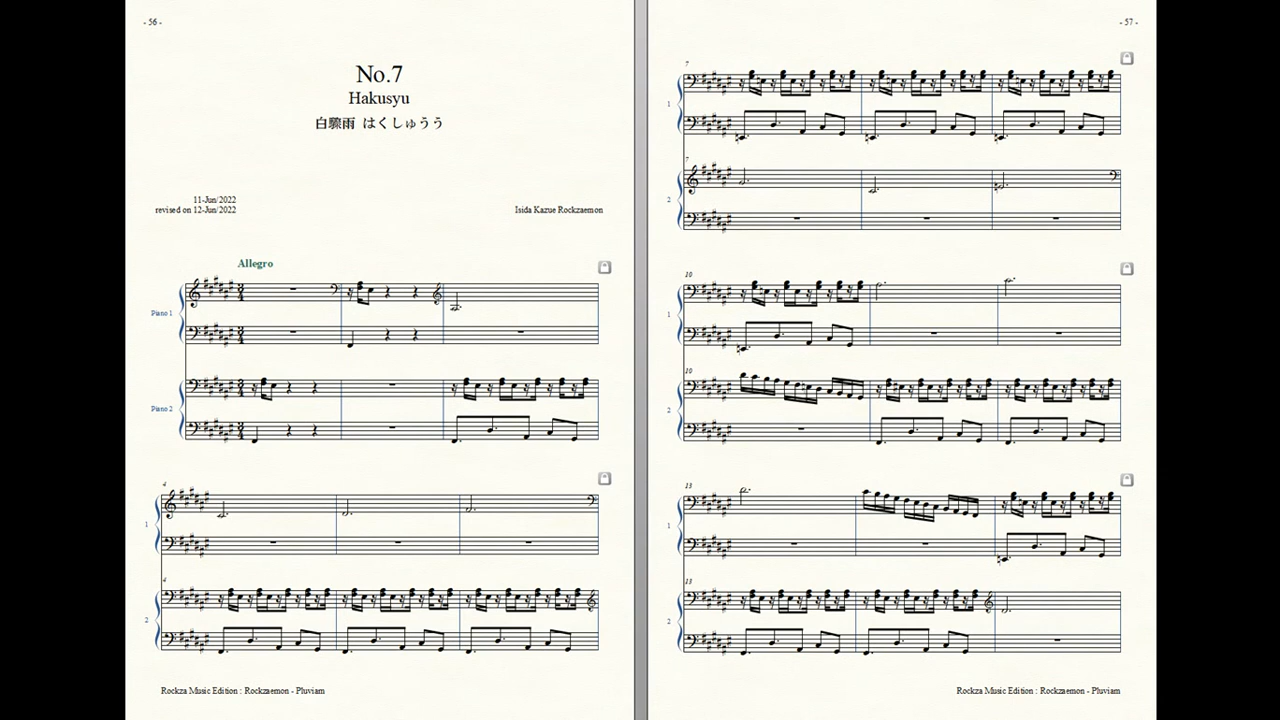 - 56 -
No.7
Hakusyu
白驟雨 はくしゅうう
11-Jun/2022
revised on 12-Jun/2022
Isida Kazue Rockzaemon
Allegro
Piano 1
Piano 2
4
1
4
2
Rockza Music Edition : Rockzaemon - Pluviam
- 57 -
7
1
7
2
10
1
10
2
13
1
13
2
Rockza Music Edition : Rockzaemon - Pluviam